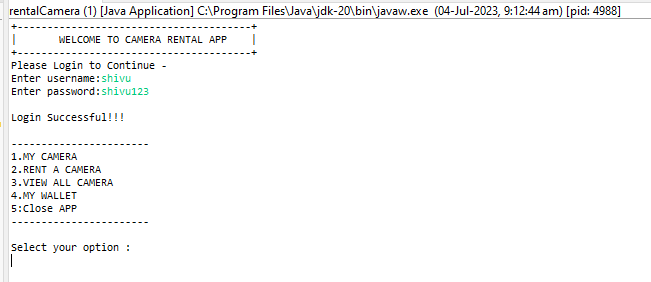 rentalCamera (1) [Java Application] C:\Program Files\Java\jdk-20\bin\javaw.exe (04-Jul-2023, 9:12:44 am) [pid: 4988]
+-------------------------------------+
|      WELCOME TO CAMERA RENTAL APP    |
+-------------------------------------+
Please Login to Continue -
Enter username:shivu
Enter password:shivu123
Login Successful!!!
-----------------------
1.MY CAMERA
2.RENT A CAMERA
3.VIEW ALL CAMERA
4.MY WALLET
5:Close APP
-----------------------
Select your option :